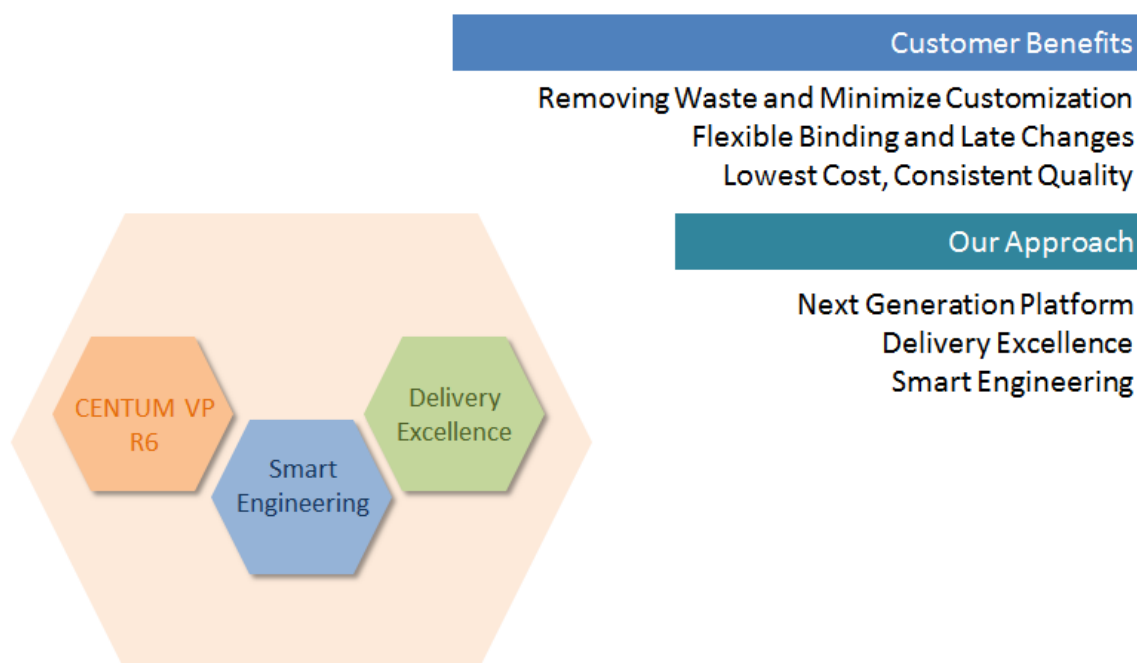 Customer Benefits
Removing Waste and Minimize Customization
Flexible Binding and Late Changes
Lowest Cost, Consistent Quality
Our Approach
Next Generation Platform
Delivery Excellence
Smart Engineering
CENTUM VP
R6
Smart
Engineering
Delivery
Excellence